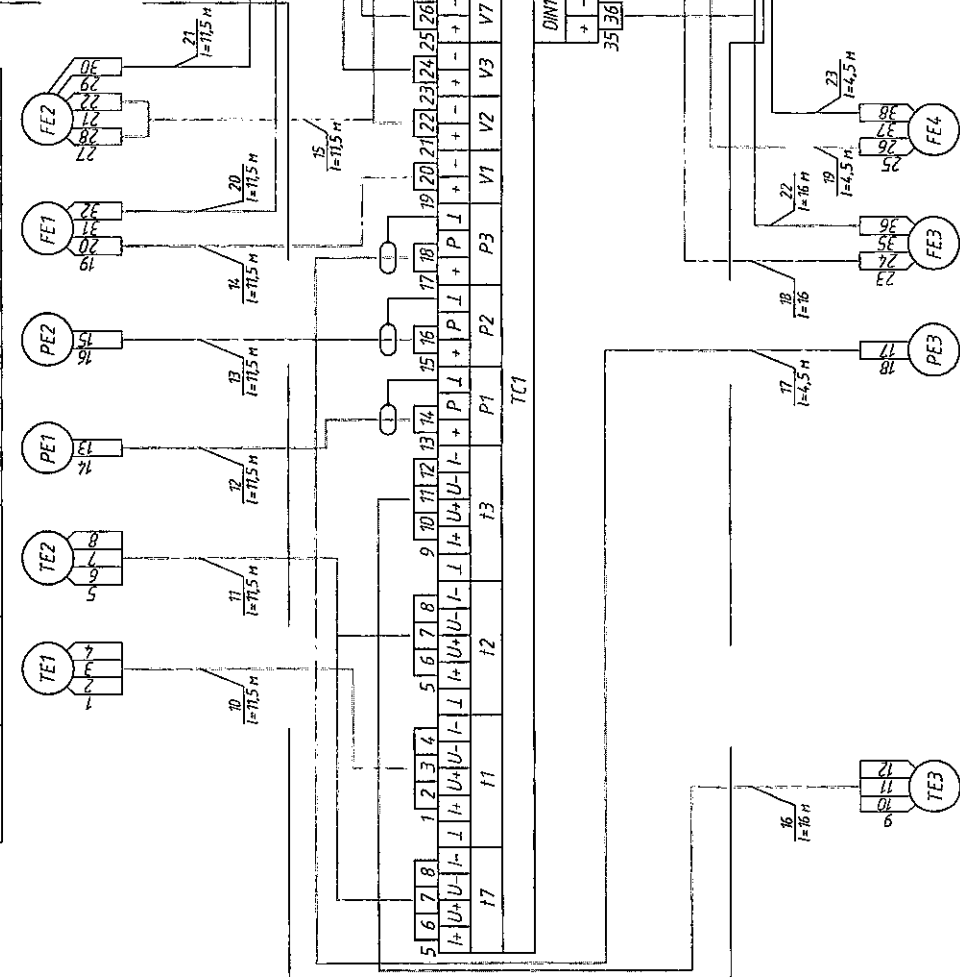 21
l=11,5 м
FE2
30
29
22
21
28
27
15
l=11,5 м
20
l=11,5 м
FE1
32
31
20
19
14
l=11,5 м
PE2
15
16
13
l=11,5 м
PE1
13
14
12
l=11,5 м
TE2
8
7
6
5
11
l=11,5 м
TE1
4
3
2
1
10
l=11,5 м
5 6 7 8
I+ U+ U- I-
t7
1 2 3 4
⊥ I+ U+ U- I-
t1
5 6 7 8
⊥ I+ U+ U- I-
t2
9 10 11 12
⊥ I+ U+ U- I-
t3
13 14
+ P ⊥
P1
15 16
+ P ⊥
P2
17 18
+ P ⊥
P3
19 20
+ -
V1
21 22
+ -
V2
23 24
+ -
V3
25 26
+ -
V7
TC1
DIN1
+ -
35 36
23
l=4,5 м
38
37
26
25
FE4
19
l=4,5 м
22
l=16 м
36
35
24
23
FE3
18
l=16
17
18
PE3
17
l=4,5 м
12
11
10
9
TE3
16
l=16 м